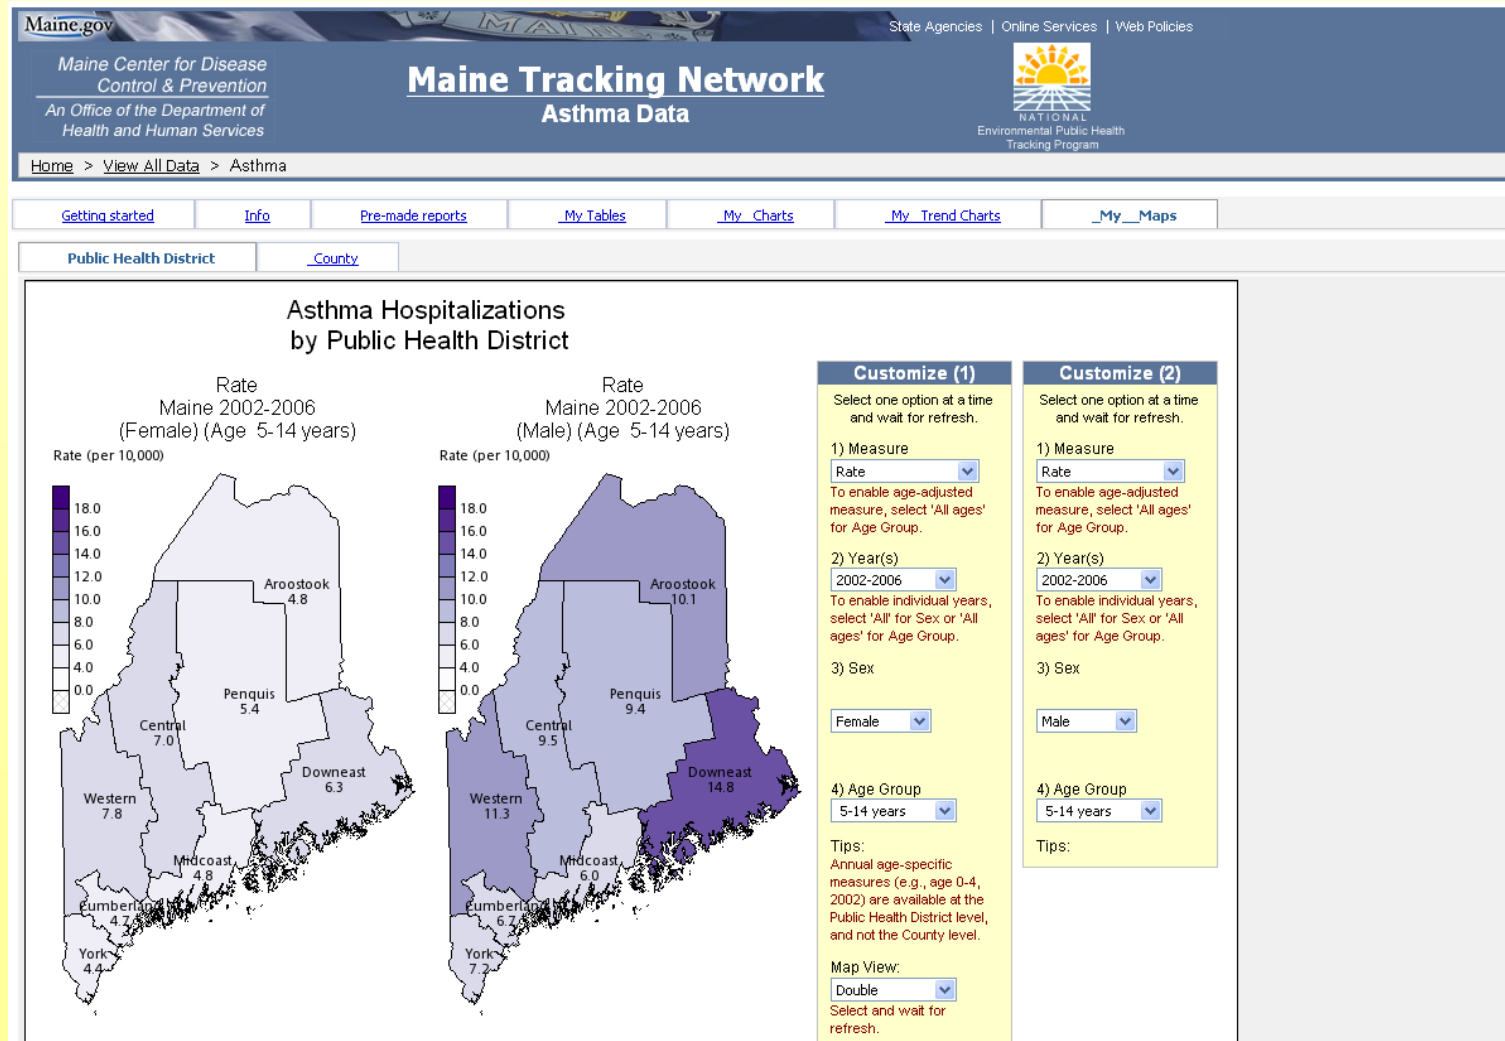 Maine.gov
MAINE
State Agencies | Online Services | Web Policies
Maine Center for Disease
Control & Prevention
An Office of the Department of
Health and Human Services
Maine Tracking Network
Asthma Data
NATIONAL
Environmental Public Health
Tracking Program
Home > View All Data > Asthma
Getting started
Info
Pre-made reports
_My Tables
_My_ Charts
_My_ Trend Charts
_My__Maps
Public Health District
_County
Asthma Hospitalizations
by Public Health District
Rate
Maine 2002-2006
(Female) (Age 5-14 years)
Rate (per 10,000)
18.0
16.0
14.0
12.0
10.0
8.0
6.0
4.0
0.0
Aroostook
4.8
Penquis
5.4
Central
7.0
Downeast
6.3
Western
7.8
Midcoast
4.8
Cumberland
4.7
York
4.4
Rate
Maine 2002-2006
(Male) (Age 5-14 years)
Rate (per 10,000)
18.0
16.0
14.0
12.0
10.0
8.0
6.0
4.0
0.0
Aroostook
10.1
Penquis
9.4
Central
9.5
Downeast
14.8
Western
11.3
Midcoast
6.0
Cumberland
6.7
York
7.2
Customize (1)
Select one option at a time
and wait for refresh.
1) Measure
Rate
To enable age-adjusted
measure, select 'All ages'
for Age Group.
2) Year(s)
2002-2006
To enable individual years,
select 'All' for Sex or 'All
ages' for Age Group.
3) Sex
Female
4) Age Group
5-14 years
Tips:
Annual age-specific
measures (e.g., age 0-4,
2002) are available at the
Public Health District level,
and not the County level.
Map View:
Double
Select and wait for
refresh.
Customize (2)
Select one option at a time
and wait for refresh.
1) Measure
Rate
To enable age-adjusted
measure, select 'All ages'
for Age Group.
2) Year(s)
2002-2006
To enable individual years,
select 'All' for Sex or 'All
ages' for Age Group.
3) Sex
Male
4) Age Group
5-14 years
Tips: